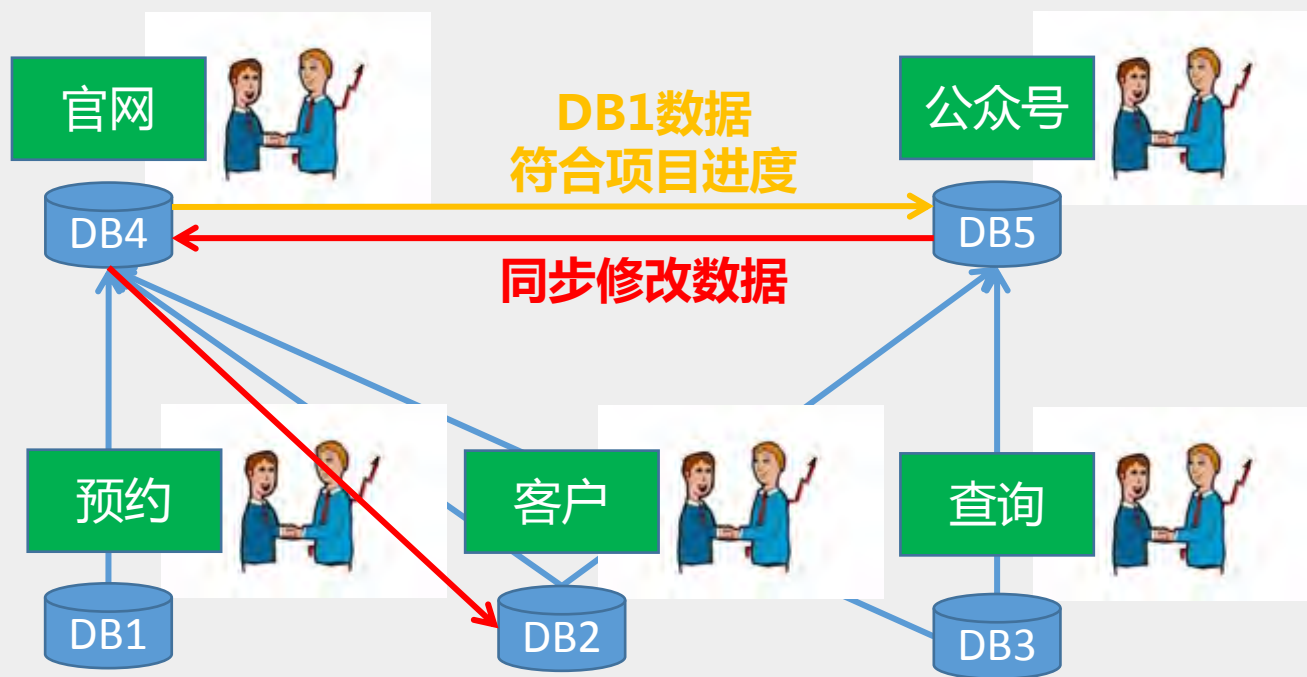 官网
DB1数据
符合项目进度
公众号
DB4
DB5
同步修改数据
预约
客户
查询
DB1
DB2
DB3